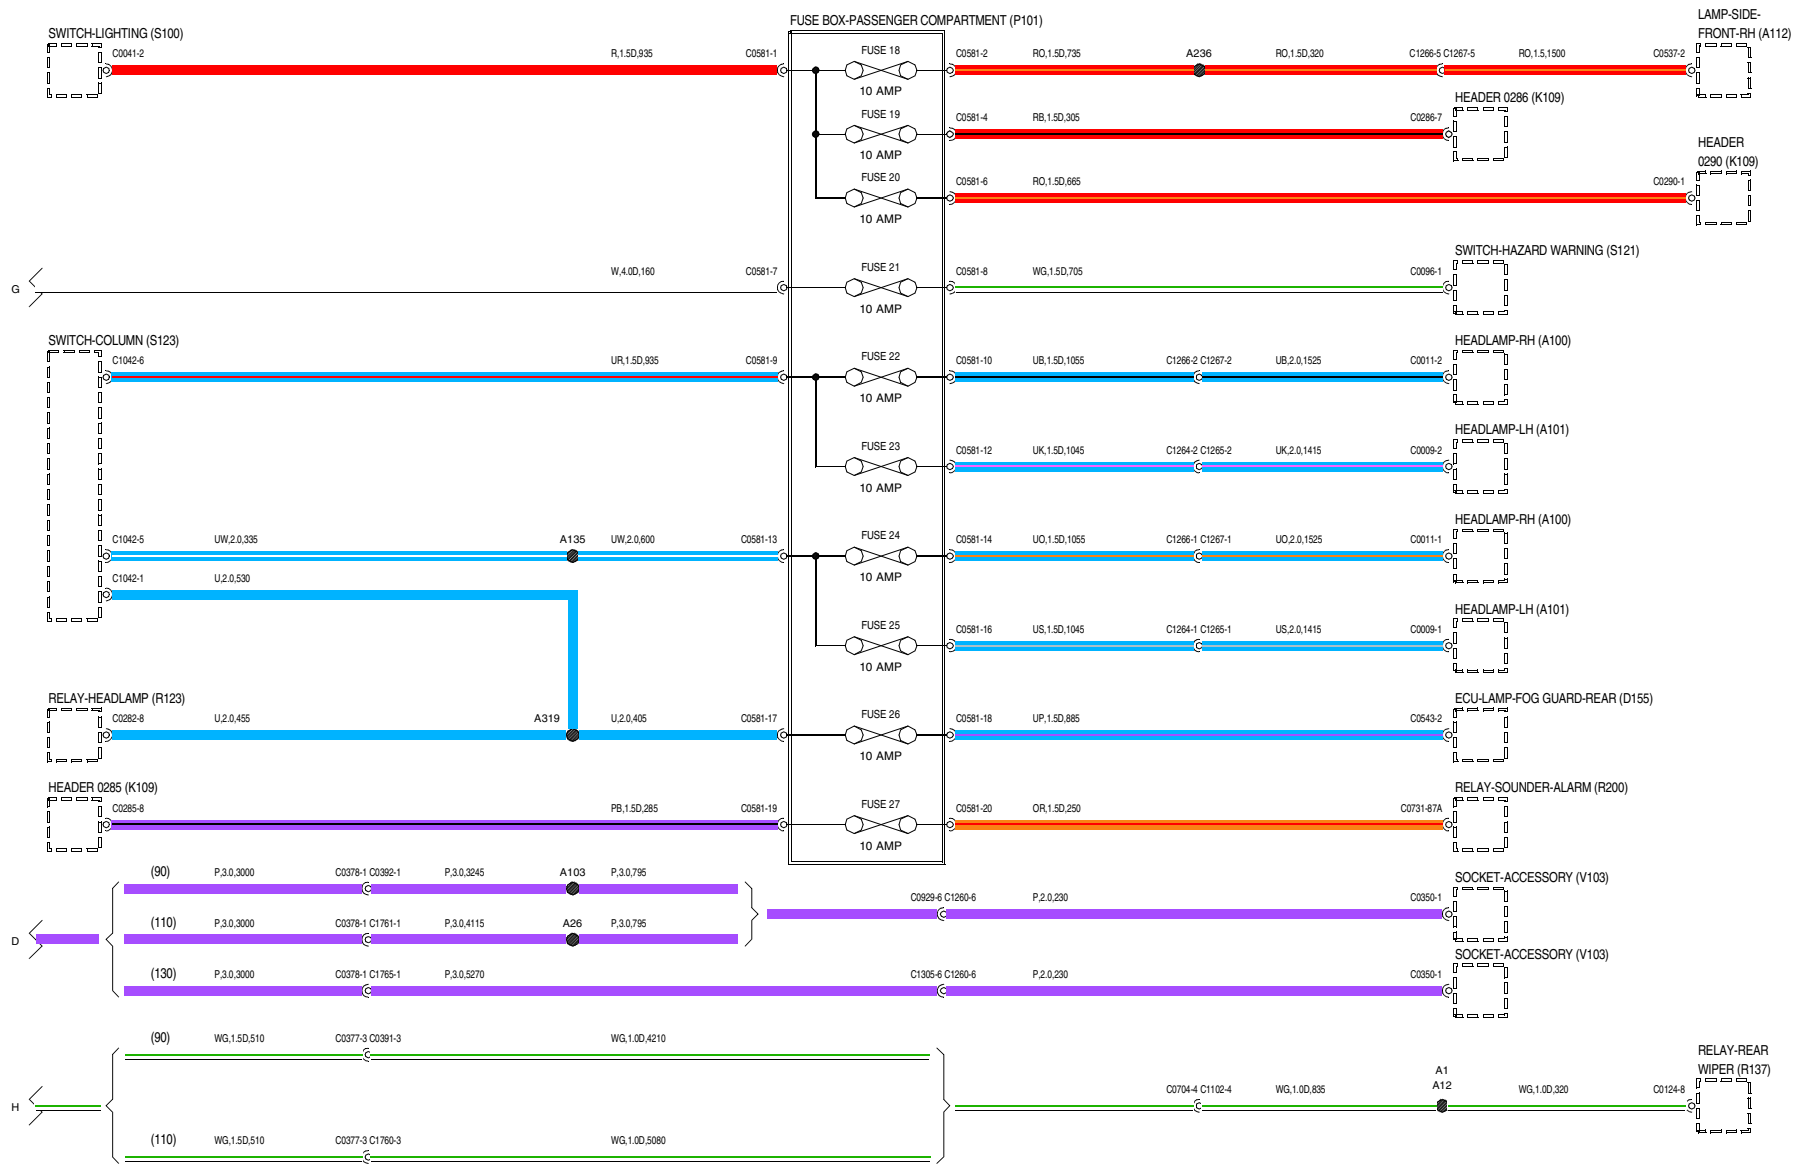 FUSE BOX-PASSENGER COMPARTMENT (P101)
LAMP-SIDE-
FRONT-RH (A112)
SWITCH-LIGHTING (S100)
C0041-2 R,1.5D,935 C0581-1 FUSE 18 10 AMP C0581-2 RO,1.5D,735 A236 RO,1.5D,320 C1266-5 C1267-5 RO,1.5,1500 C0537-2
HEADER 0286 (K109)
FUSE 19 10 AMP C0581-4 RB,1.5D,305 C0286-7
HEADER
0290 (K109)
FUSE 20 10 AMP C0581-6 RO,1.5D,665 C0290-1
SWITCH-HAZARD WARNING (S121)
G W,4.0D,160 C0581-7 FUSE 21 10 AMP C0581-8 WG,1.5D,705 C0096-1
SWITCH-COLUMN (S123) HEADLAMP-RH (A100)
C1042-6 UR,1.5D,935 C0581-9 FUSE 22 10 AMP C0581-10 UB,1.5D,1055 C1266-2 C1267-2 UB,2.0,1525 C0011-2
HEADLAMP-LH (A101)
FUSE 23 10 AMP C0581-12 UK,1.5D,1045 C1264-2 C1265-2 UK,2.0,1415 C0009-2
HEADLAMP-RH (A100)
C1042-5 UW,2.0,335 A135 UW,2.0,600 C0581-13 FUSE 24 10 AMP C0581-14 UO,1.5D,1055 C1266-1 C1267-1 UO,2.0,1525 C0011-1
C1042-1 U,2.0,530
HEADLAMP-LH (A101)
FUSE 25 10 AMP C0581-16 US,1.5D,1045 C1264-1 C1265-1 US,2.0,1415 C0009-1
RELAY-HEADLAMP (R123) ECU-LAMP-FOG GUARD-REAR (D155)
C0282-8 U,2.0,455 A319 U,2.0,405 C0581-17 FUSE 26 10 AMP C0581-18 UP,1.5D,885 C0543-2
HEADER 0285 (K109) RELAY-SOUNDER-ALARM (R200)
C0285-8 PB,1.5D,285 C0581-19 FUSE 27 10 AMP C0581-20 OR,1.5D,250 C0731-87A
(90) P,3.0,3000 C0378-1 C0392-1 P,3.0,3245 A103 P,3.0,795
SOCKET-ACCESSORY (V103)
C0929-6 C1260-6 P,2.0,230 C0350-1
(110) P,3.0,3000 C0378-1 C1761-1 P,3.0,4115 A26 P,3.0,795
D
SOCKET-ACCESSORY (V103)
(130) P,3.0,3000 C0378-1 C1765-1 P,3.0,5270 C1305-6 C1260-6 P,2.0,230 C0350-1
(90) WG,1.5D,510 C0377-3 C0391-3 WG,1.0D,4210
RELAY-REAR
WIPER (R137)
A1
A12
H C0704-4 C1102-4 WG,1.0D,835 WG,1.0D,320 C0124-8
(110) WG,1.5D,510 C0377-3 C1760-3 WG,1.0D,5080